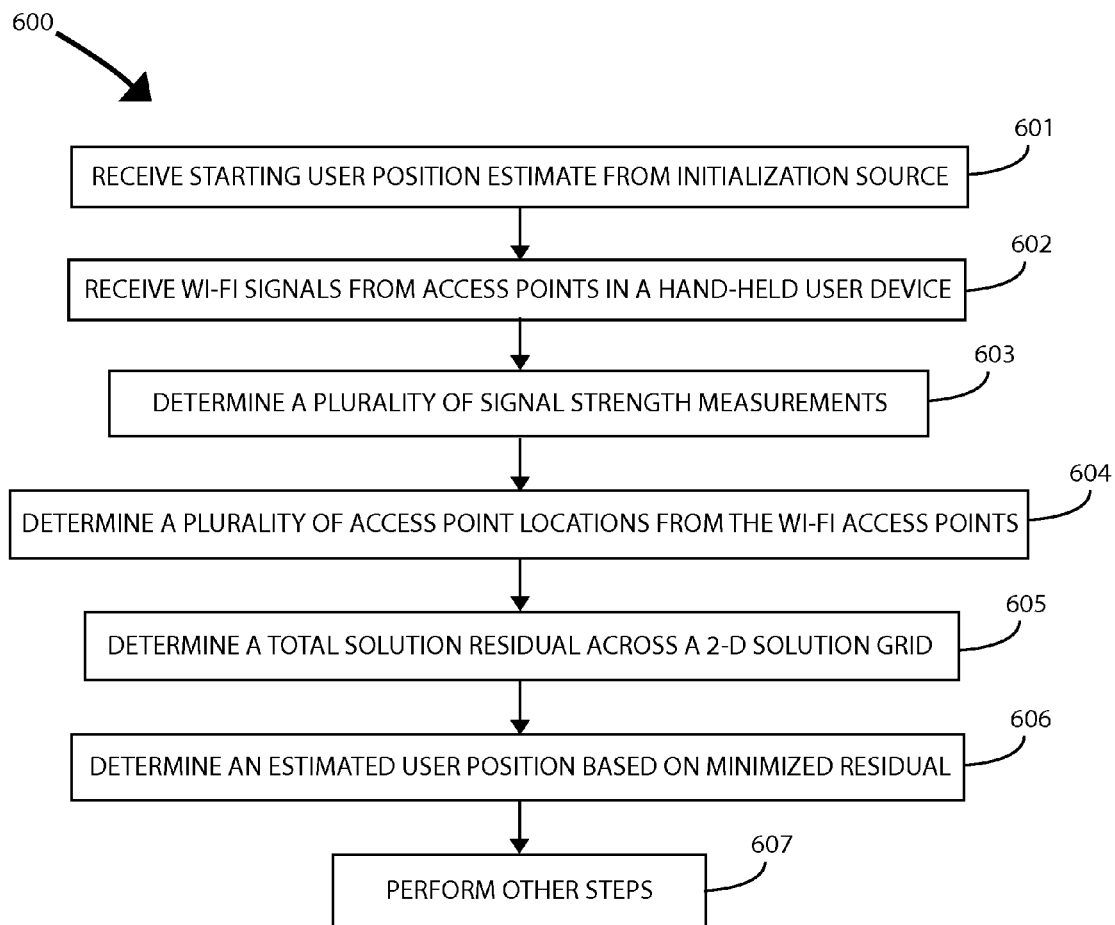 600
601
RECEIVE STARTING USER POSITION ESTIMATE FROM INITIALIZATION SOURCE
602
RECEIVE WI-FI SIGNALS FROM ACCESS POINTS IN A HAND-HELD USER DEVICE
603
DETERMINE A PLURALITY OF SIGNAL STRENGTH MEASUREMENTS
604
DETERMINE A PLURALITY OF ACCESS POINT LOCATIONS FROM THE WI-FI ACCESS POINTS
605
DETERMINE A TOTAL SOLUTION RESIDUAL ACROSS A 2-D SOLUTION GRID
606
DETERMINE AN ESTIMATED USER POSITION BASED ON MINIMIZED RESIDUAL
607
PERFORM OTHER STEPS